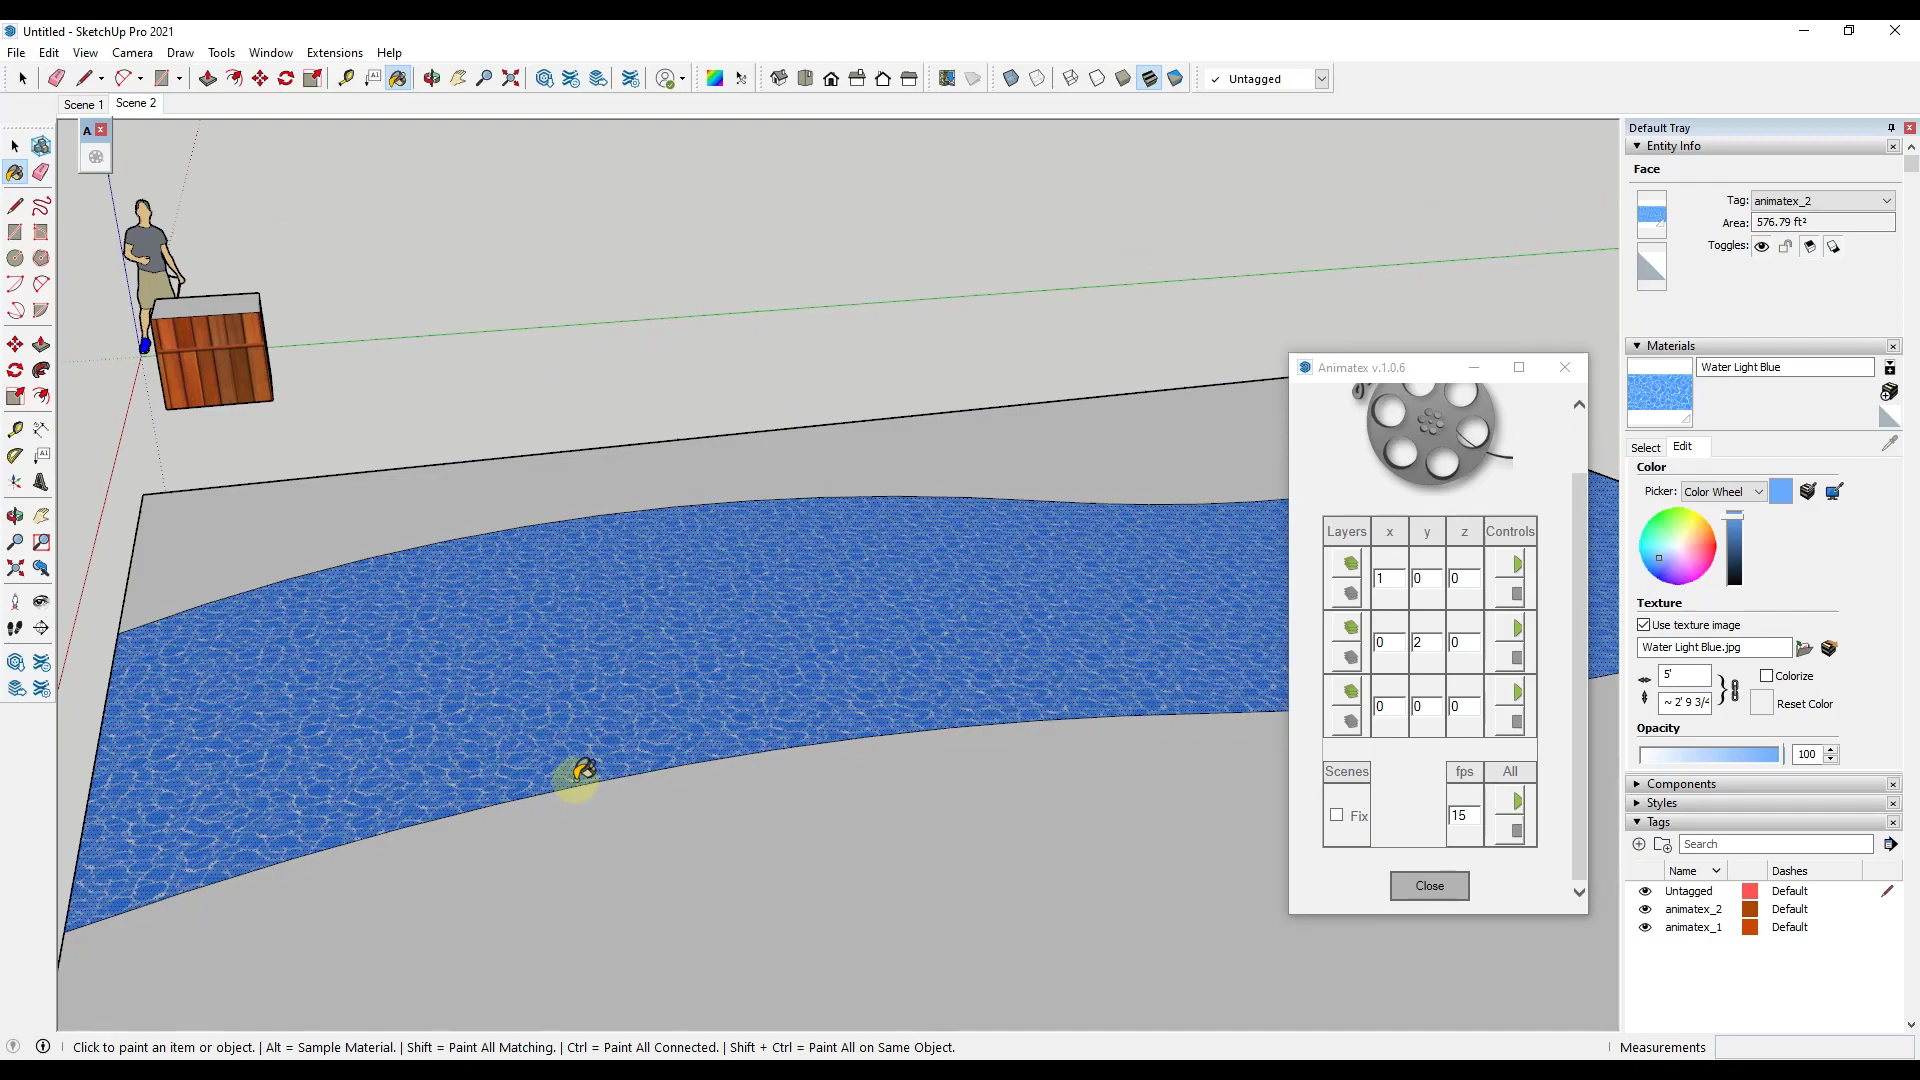 Untitled - SketchUp Pro 2021
File Edit View Camera Draw Tools Window Extensions Help
Untagged
Scene 1 Scene 2
A
Default Tray
Entity Info
Face
Tag: animatex_2
Area: 576.79 ft²
Toggles:
Materials
Water Light Blue
Select Edit
Color
Picker: Color Wheel
Texture
Use texture image
Water Light Blue.jpg
5'
Colorize
~ 2' 9 3/4
Reset Color
Opacity
100
Components
Styles
Tags
Search
Name Dashes
Untagged Default
animatex_2 Default
animatex_1 Default
Animatex v.1.0.6
Layers x y z Controls
1 0 0
0 2 0
0 0 0
Scenes fps All
Fix 15
Close
Click to paint an item or object. | Alt = Sample Material. | Shift = Paint All Matching. | Ctrl = Paint All Connected. | Shift + Ctrl = Paint All on Same Object.
Measurements